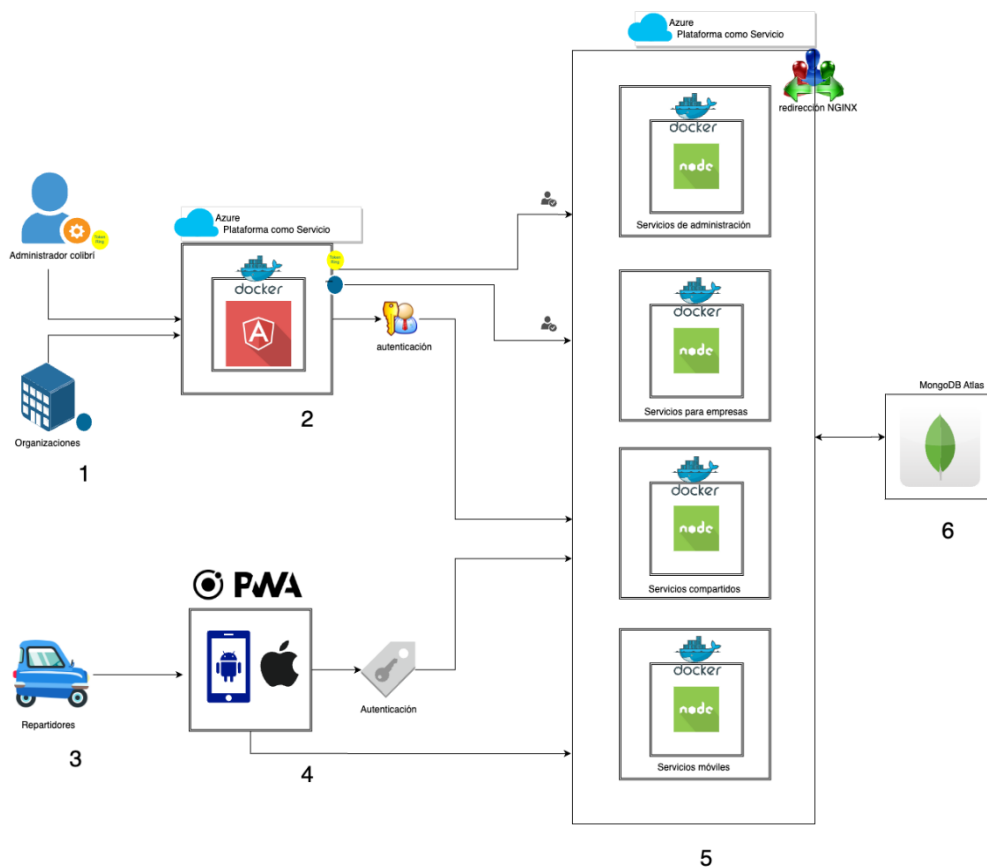 Azure
Plataforma como Servicio
redirección NGINX
docker
node
Servicios de administración
Administrador colibrí
Azure
Plataforma como Servicio
docker
A
autenticación
docker
node
Servicios para empresas
Organizaciones
1
2
MongoDB Atlas
6
docker
node
Servicios compartidos
PWA
Repartidores
3
Autenticación
4
docker
node
Servicios móviles
5